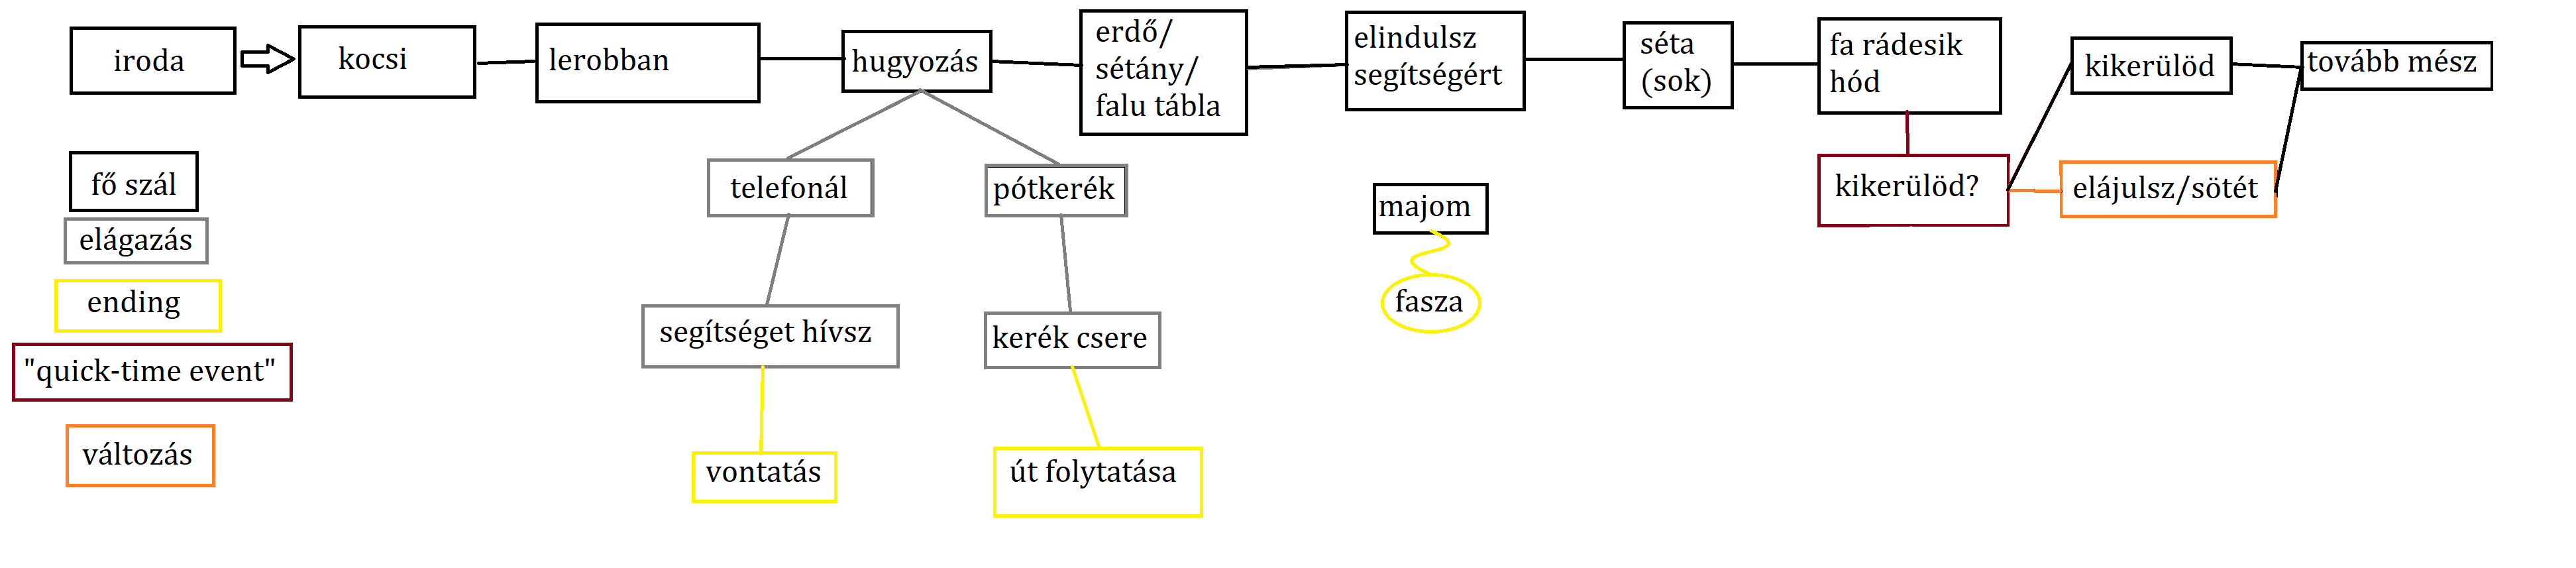 iroda
kocsi
lerobban
hugyozás
erdő/
sétány/
falu tábla
elindulsz
segítségért
séta
(sok)
fa rádesik
hód
kikerülöd
tovább mész
fő szál
elágazás
ending
"quick-time event"
változás
telefonál
pótkerék
segítséget hívsz
kerék csere
vontatás
út folytatása
majom
fasza
kikerülöd?
elájulsz/sötét